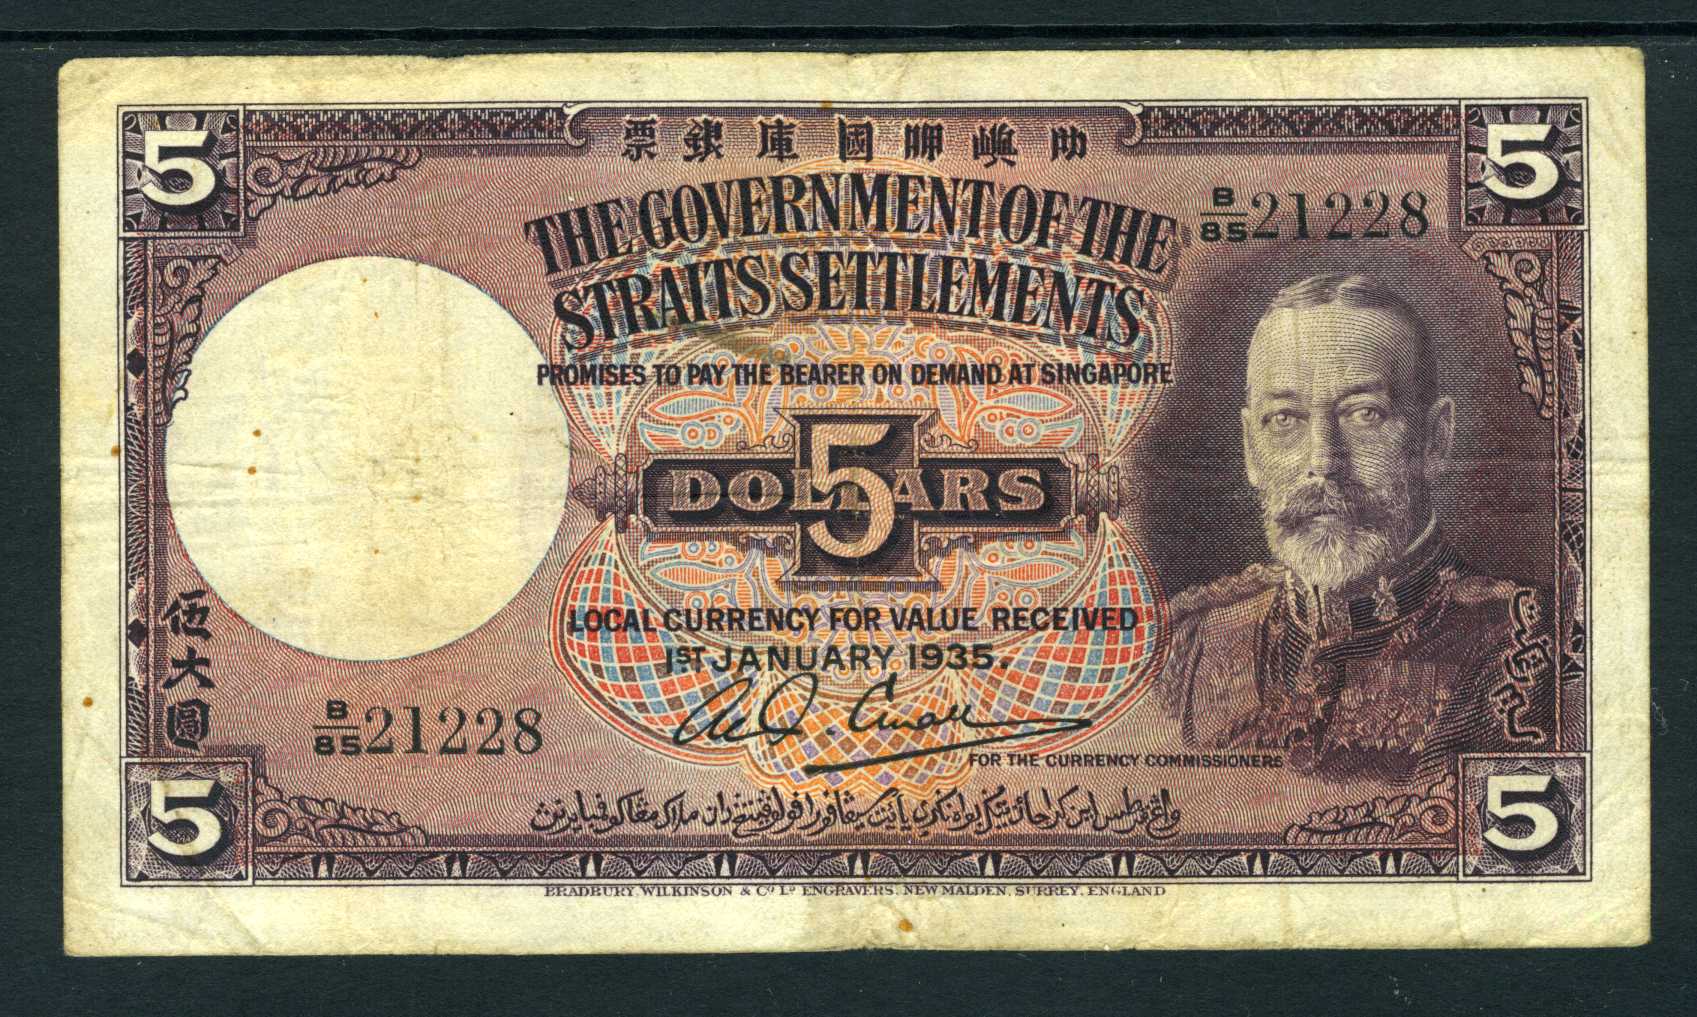 5
5
票銀庫國嘞嶼叻
THE GOVERNMENT OF THE
STRAITS SETTLEMENTS
B/85 21228
PROMISES TO PAY THE BEARER ON DEMAND AT SINGAPORE
5
DOLLARS
LOCAL CURRENCY FOR VALUE RECEIVED
1ST JANUARY 1935.
伍大圓
B/85 21228
FOR THE CURRENCY COMMISSIONERS
5
5
BRADBURY, WILKINSON & Co Ld ENGRAVERS, NEW MALDEN, SURREY, ENGLAND